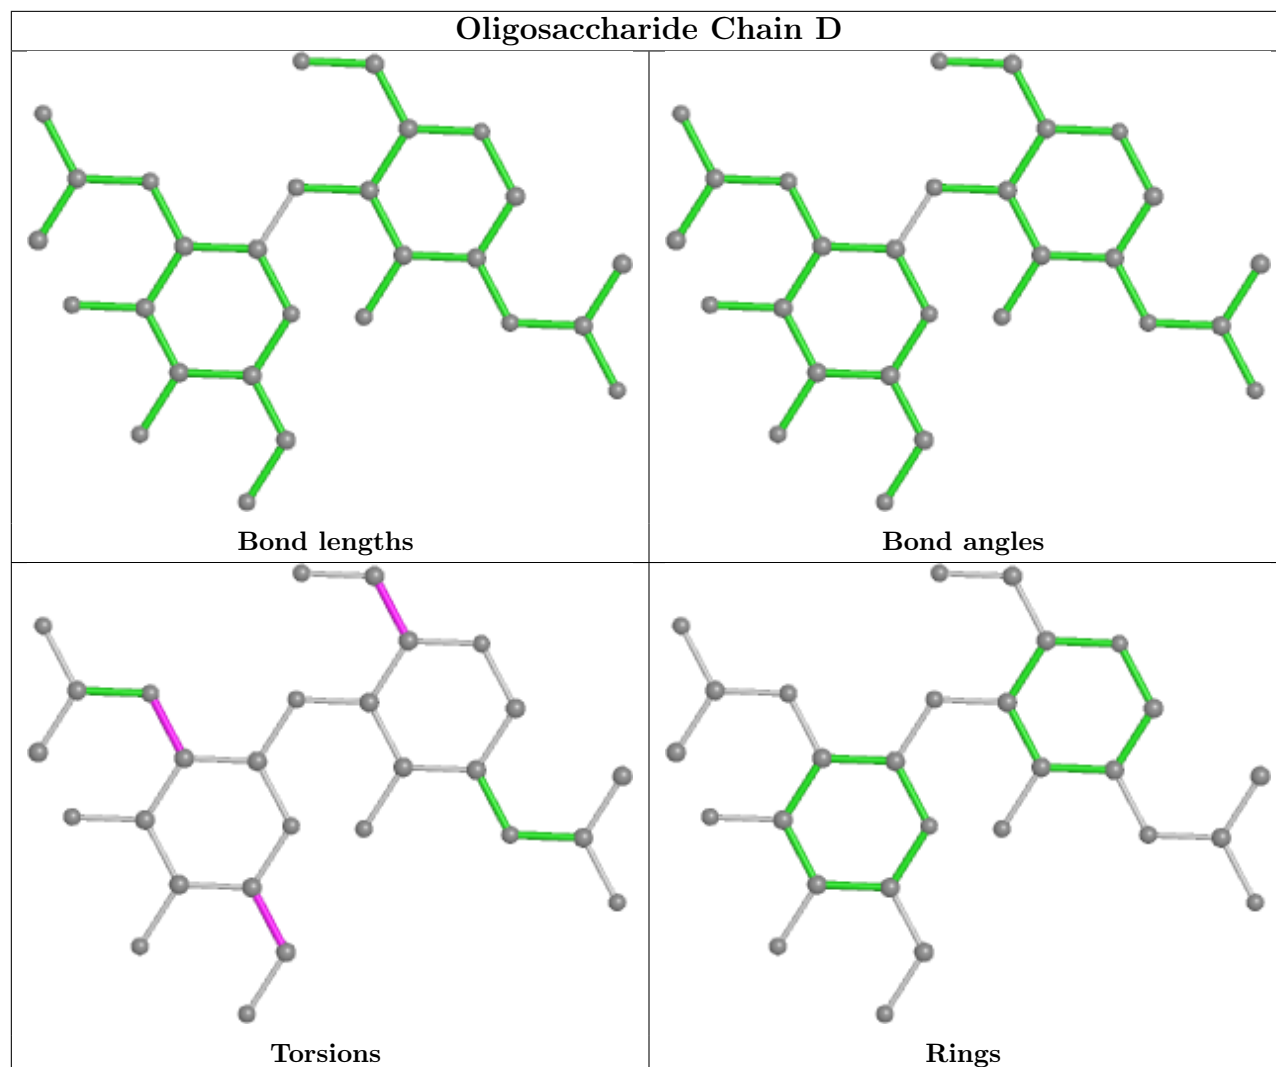 Oligosaccharide Chain D
Bond lengths
Bond angles
Torsions
Rings